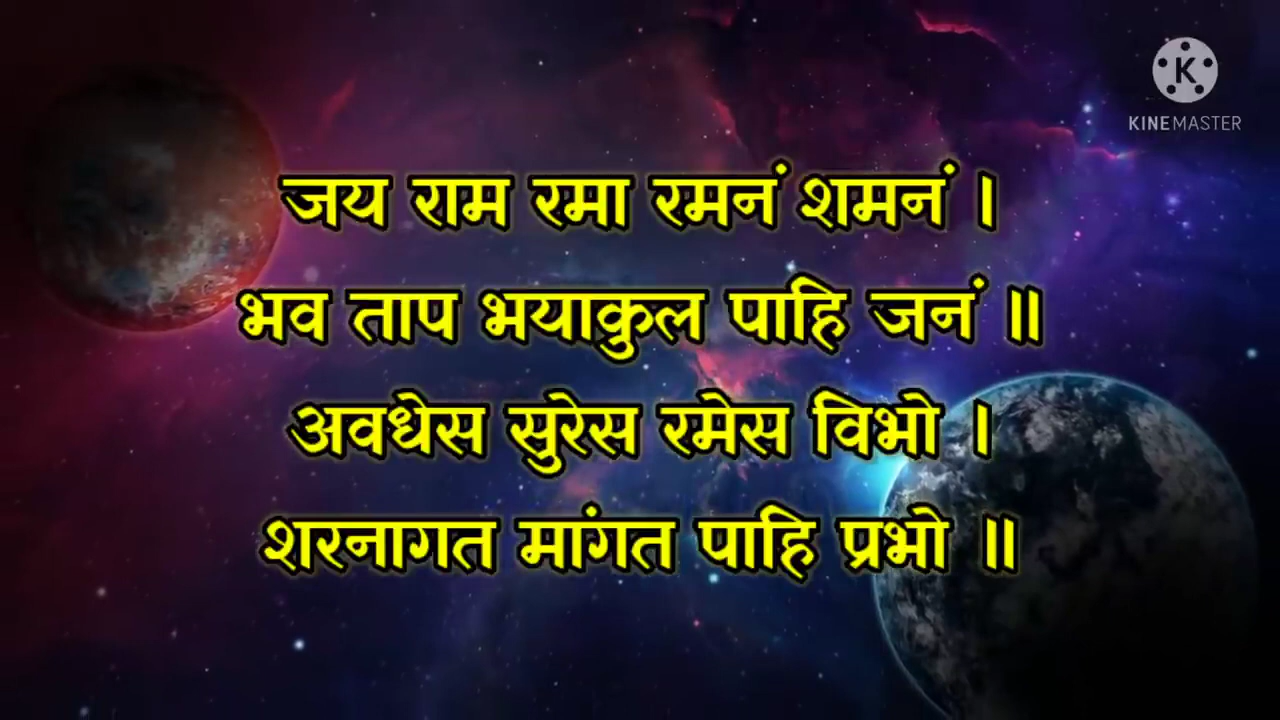 K
KINEMASTER
जय राम रमा रमनं शमनं ।
भव ताप भयाकुल पाहि जनं ॥
अवधेस सुरेस रमेस विभो ।
शरनागत मांगत पाहि प्रभो ॥